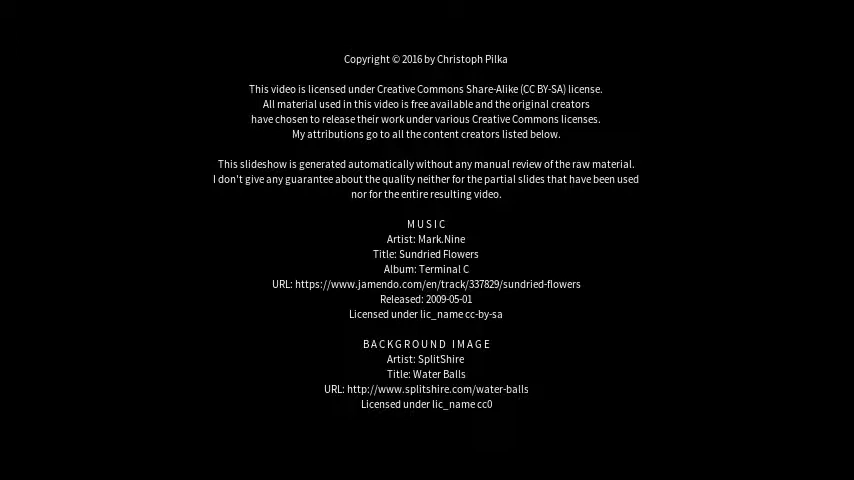 Copyright © 2016 by Christoph Pilka
This video is licensed under Creative Commons Share-Alike (CC BY-SA) license.
All material used in this video is free available and the original creators
have chosen to release their work under various Creative Commons licenses.
My attributions go to all the content creators listed below.
This slideshow is generated automatically without any manual review of the raw material.
I don't give any guarantee about the quality neither for the partial slides that have been used
nor for the entire resulting video.
MUSIC
Artist: Mark.Nine
Title: Sundried Flowers
Album: Terminal C
URL: https://www.jamendo.com/en/track/337829/sundried-flowers
Released: 2009-05-01
Licensed under lic_name cc-by-sa
BACKGROUND IMAGE
Artist: SplitShire
Title: Water Balls
URL: http://www.splitshire.com/water-balls
Licensed under lic_name cc0